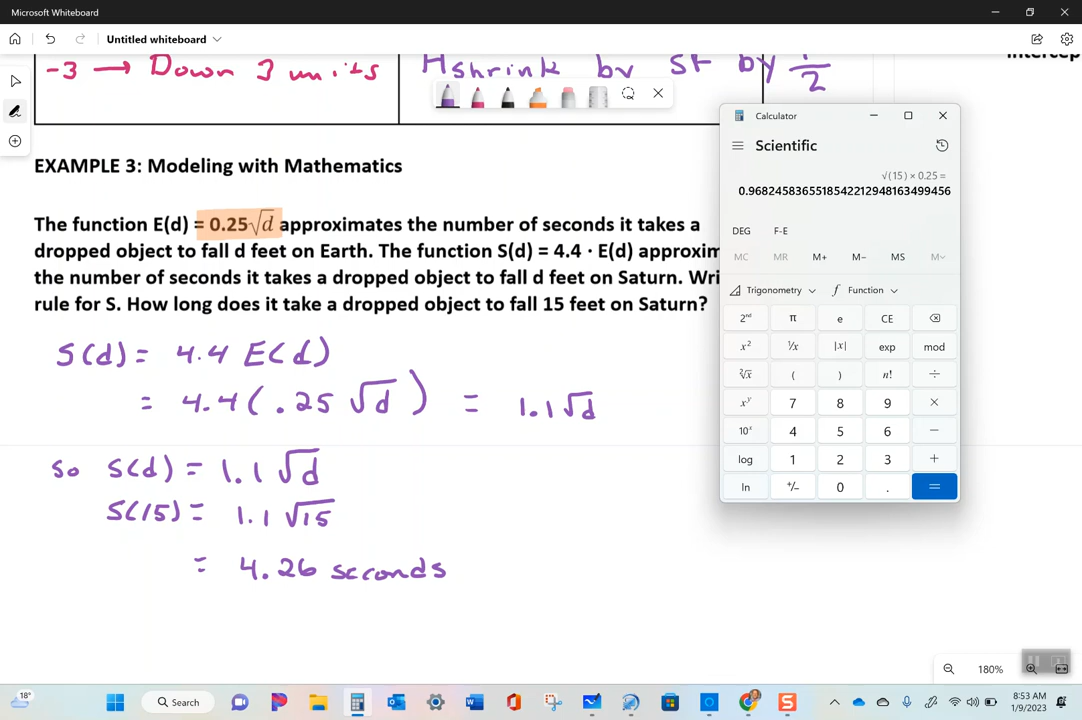 Microsoft Whiteboard
Untitled whiteboard
-3 → Down 3 units
Hshrink by SF by 1/2
intercep
EXAMPLE 3: Modeling with Mathematics
The function E(d) = 0.25√d approximates the number of seconds it takes a
dropped object to fall d feet on Earth. The function S(d) = 4.4 · E(d) approxim
the number of seconds it takes a dropped object to fall d feet on Saturn. Wri
rule for S. How long does it take a dropped object to fall 15 feet on Saturn?
S(d) = 4.4 E(d)
= 4.4(.25 √d) = 1.1√d
so S(d) = 1.1 √d
S(15) = 1.1 √15
= 4.26 seconds
Calculator
Scientific
√(15) × 0.25 =
0.96824583655185422129481634994​56
DEG F-E
MC MR M+ M- MS M˅
Trigonometry ƒ Function
2ⁿᵈ π e CE
x² ¹/x |x| exp mod
²√x ( ) n! ÷
xʸ 7 8 9 ×
10ˣ 4 5 6 −
log 1 2 3 +
ln +/− 0 . =
180%
18°
Search
8:53 AM
1/9/2023